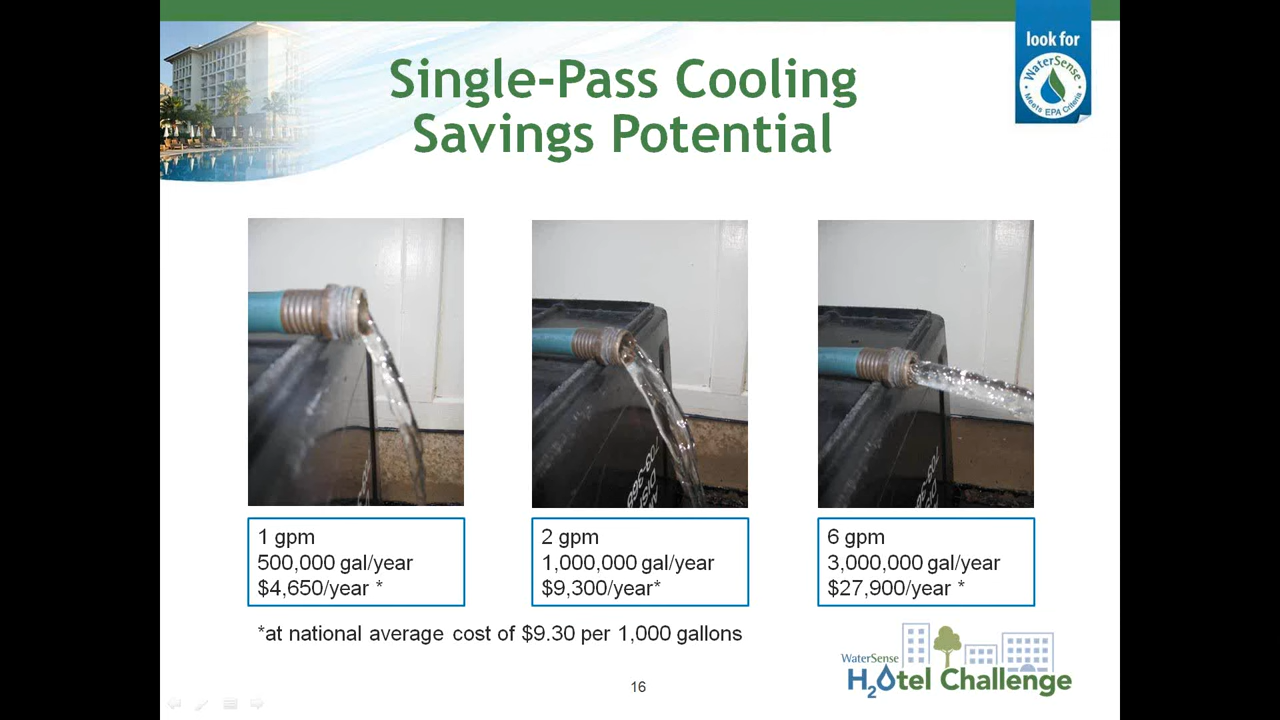 look for
WaterSense
Meets EPA Criteria
Single-Pass Cooling
Savings Potential
1 gpm
500,000 gal/year
$4,650/year *
2 gpm
1,000,000 gal/year
$9,300/year*
6 gpm
3,000,000 gal/year
$27,900/year *
*at national average cost of $9.30 per 1,000 gallons
WaterSense
H2Otel Challenge
16